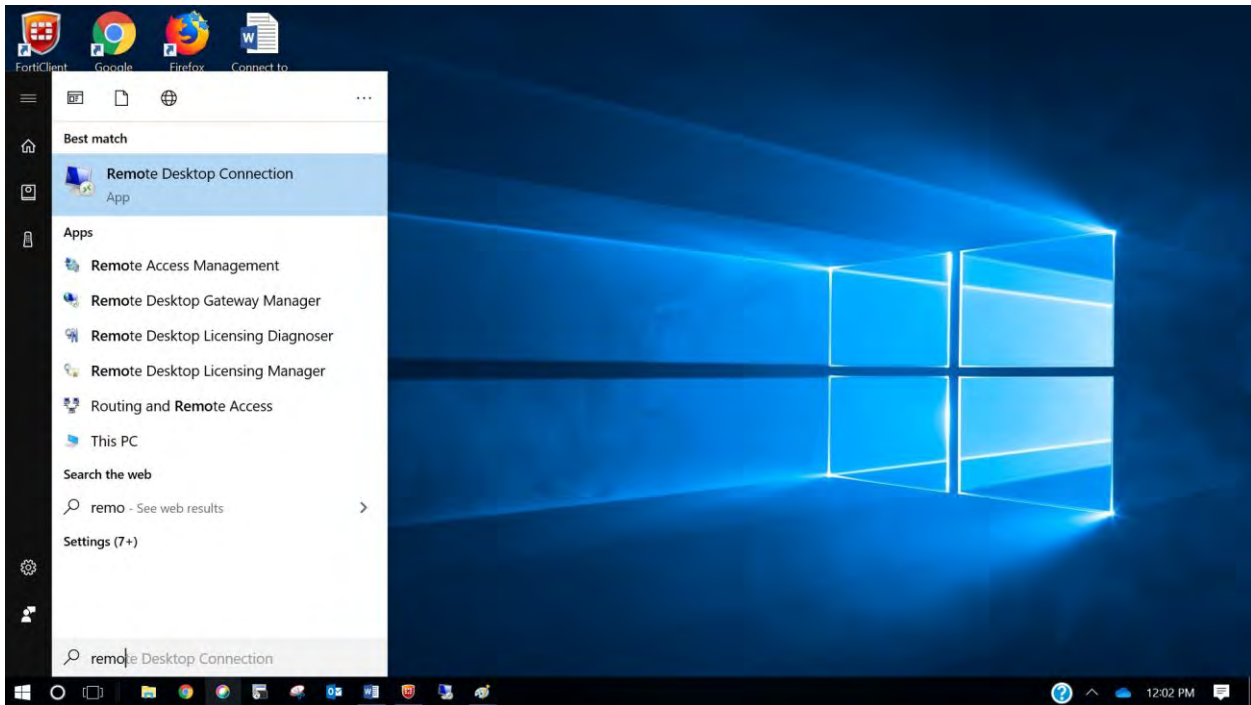 FortiClient Google Firefox Connect to
...
Best match
Remote Desktop Connection
App
Apps
Remote Access Management
Remote Desktop Gateway Manager
Remote Desktop Licensing Diagnoser
Remote Desktop Licensing Manager
Routing and Remote Access
This PC
Search the web
remo - See web results
Settings (7+)
remote Desktop Connection
12:02 PM